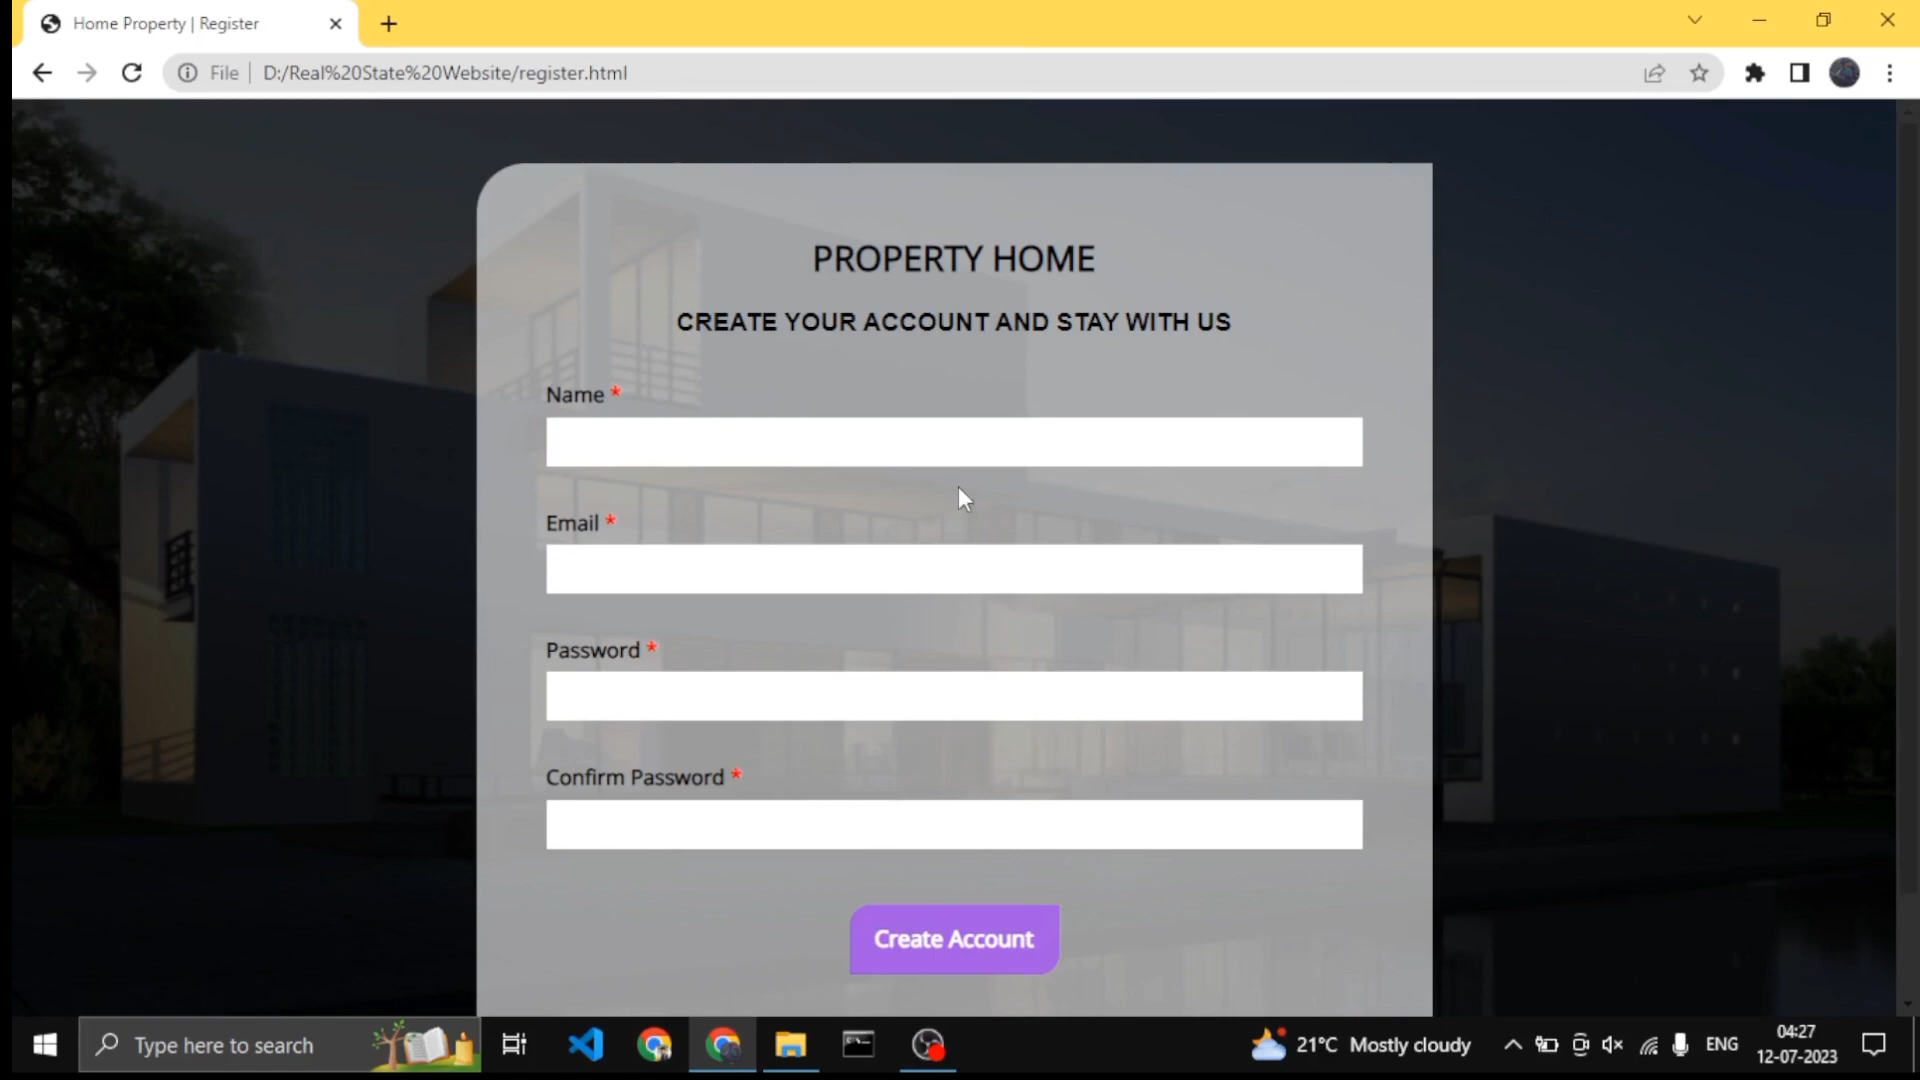 Home Property | Register
File
D:/Real%20State%20Website/register.html
PROPERTY HOME
CREATE YOUR ACCOUNT AND STAY WITH US
Name *
Email *
Password *
Confirm Password *
Create Account
Type here to search
21°C Mostly cloudy
ENG
04:27
12-07-2023